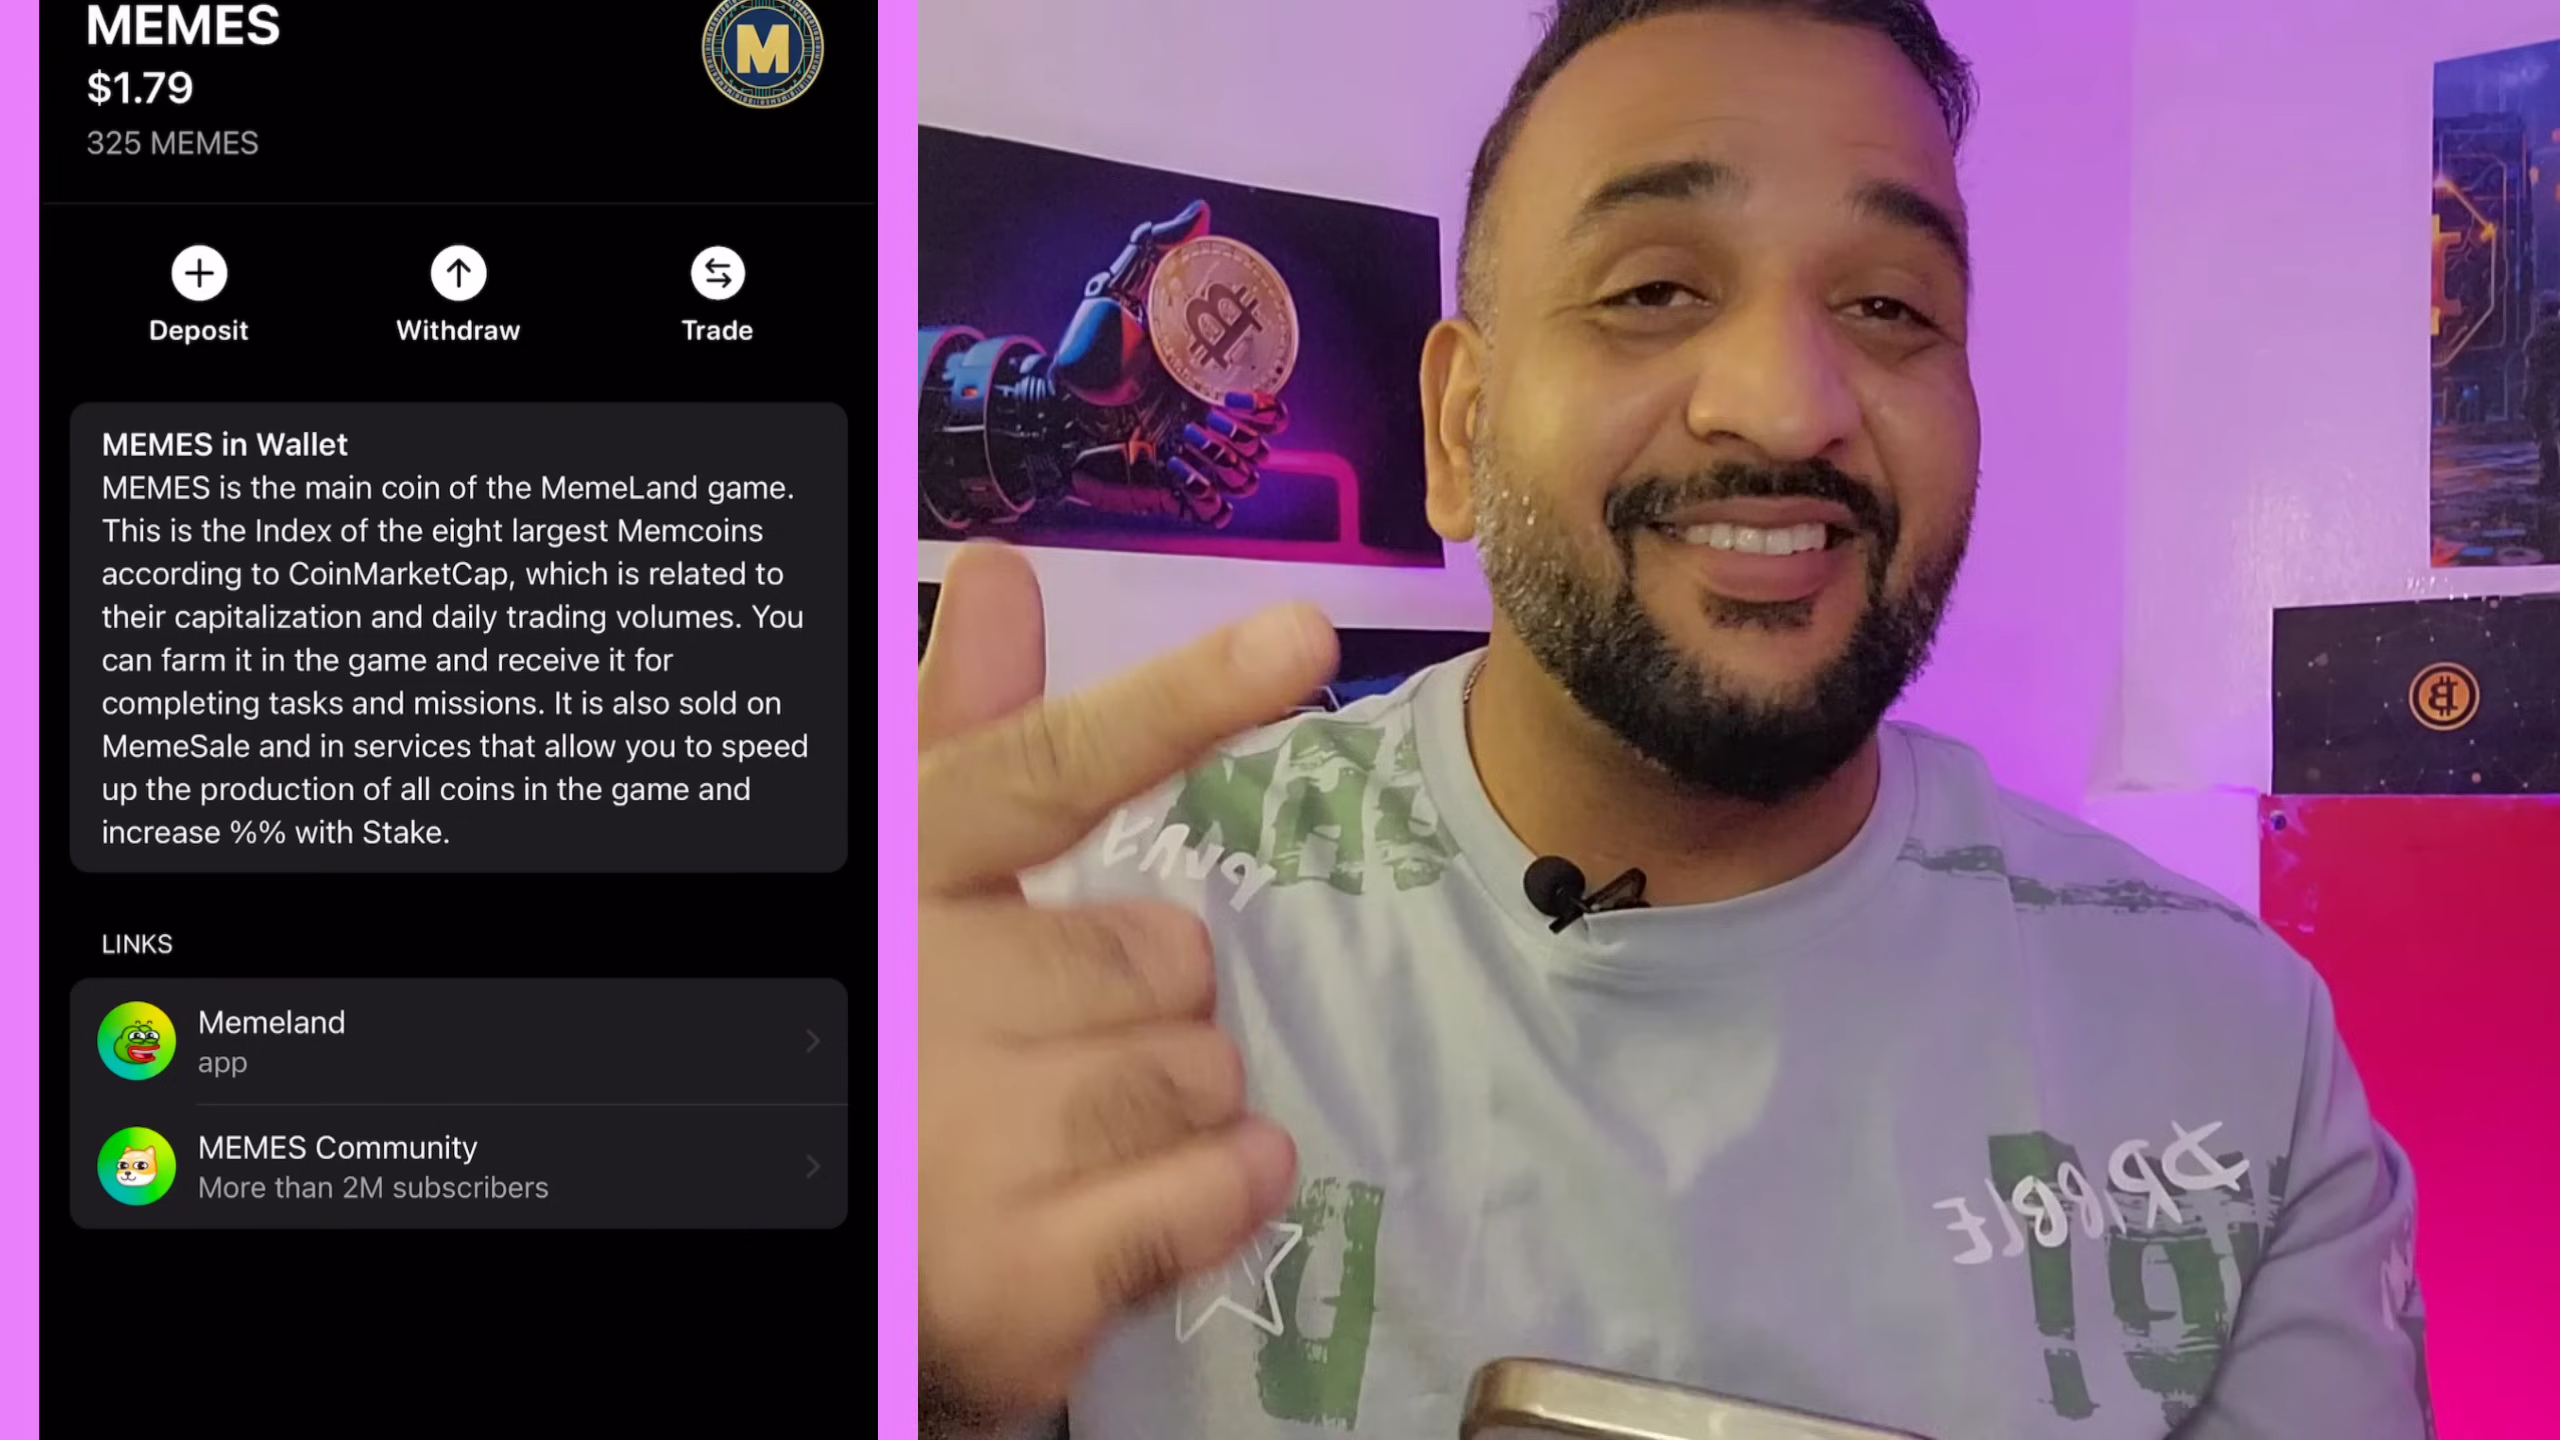 MEMES
$1.79
325 MEMES
M
Deposit
Withdraw
Trade
MEMES in Wallet
MEMES is the main coin of the MemeLand game.
This is the Index of the eight largest Memcoins
according to CoinMarketCap, which is related to
their capitalization and daily trading volumes. You
can farm it in the game and receive it for
completing tasks and missions. It is also sold on
MemeSale and in services that allow you to speed
up the production of all coins in the game and
increase %% with Stake.
LINKS
Memeland
app
MEMES Community
More than 2M subscribers
DRIBBLE